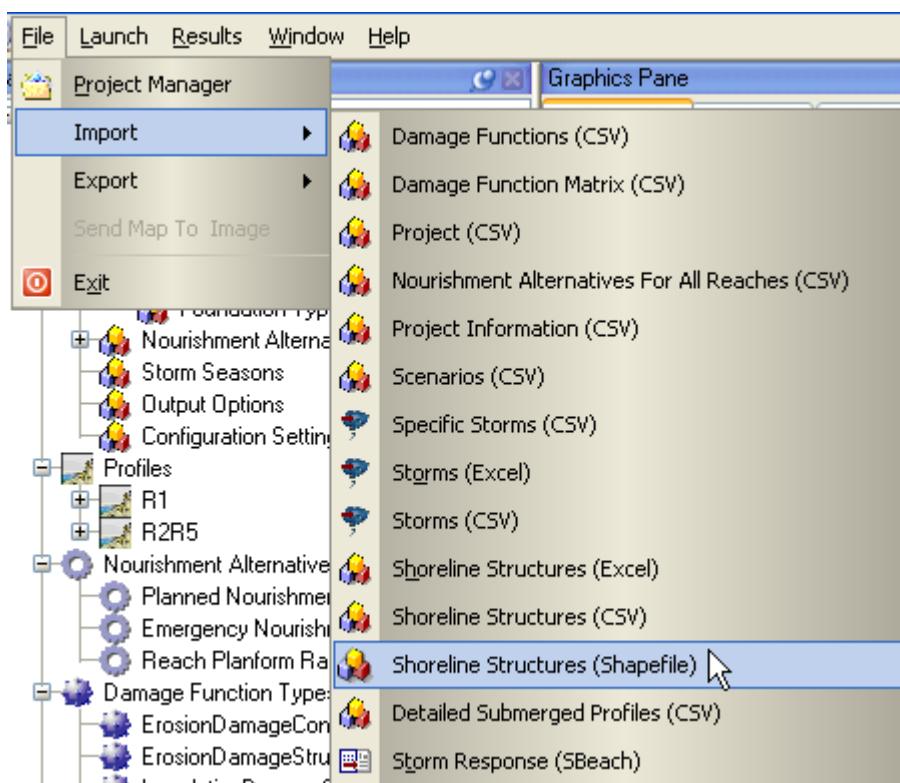 File Launch Results Window Help
Project Manager
Graphics Pane
Import
Export
Send Map To Image
Exit
Damage Functions (CSV)
Damage Function Matrix (CSV)
Project (CSV)
Nourishment Alternatives For All Reaches (CSV)
Project Information (CSV)
Scenarios (CSV)
Specific Storms (CSV)
Storms (Excel)
Storms (CSV)
Shoreline Structures (Excel)
Shoreline Structures (CSV)
Shoreline Structures (Shapefile)
Detailed Submerged Profiles (CSV)
Storm Response (SBeach)
Nourishment Alterna
Storm Seasons
Output Options
Configuration Settin
Profiles
R1
R2R5
Nourishment Alternative
Planned Nourishmer
Emergency Nourishr
Reach Planform Ra
Damage Function Type
ErosionDamageCon
ErosionDamageStru